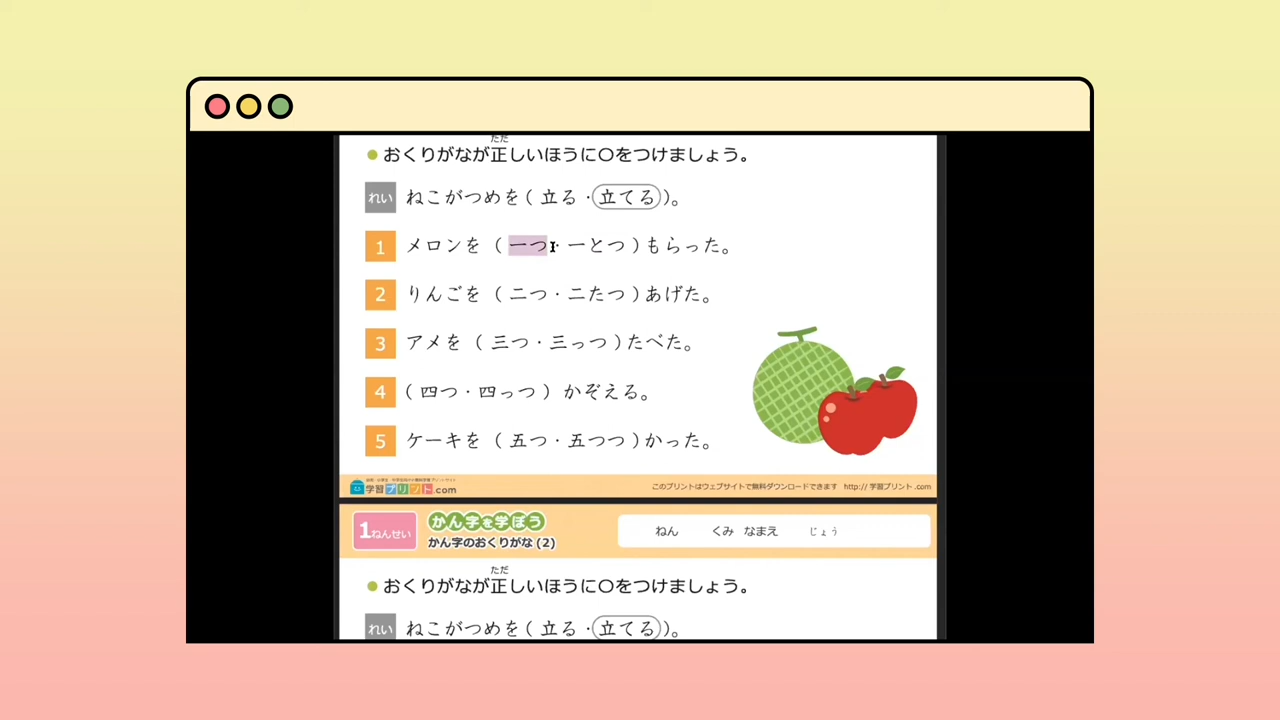 ただ
おくりがなが正しいほうに〇をつけましょう。
れい ねこがつめを( 立る・立てる )。
1 メロンを ( 一つ・一とつ ) もらった。
2 りんごを ( 二つ・二たつ ) あげた。
3 アメを ( 三つ・三っつ ) たべた。
4 ( 四つ・四っつ ) かぞえる。
5 ケーキを ( 五つ・五つつ ) かった。
学習プリント.com
このプリントはウェブサイトで無料ダウンロードできます http:// 学習プリント .com
1ねんせい かん字を学ぼう
かん字のおくりがな (2)
ねん くみ なまえ じょう
ただ
おくりがなが正しいほうに〇をつけましょう。
れい ねこがつめを( 立る・立てる )。